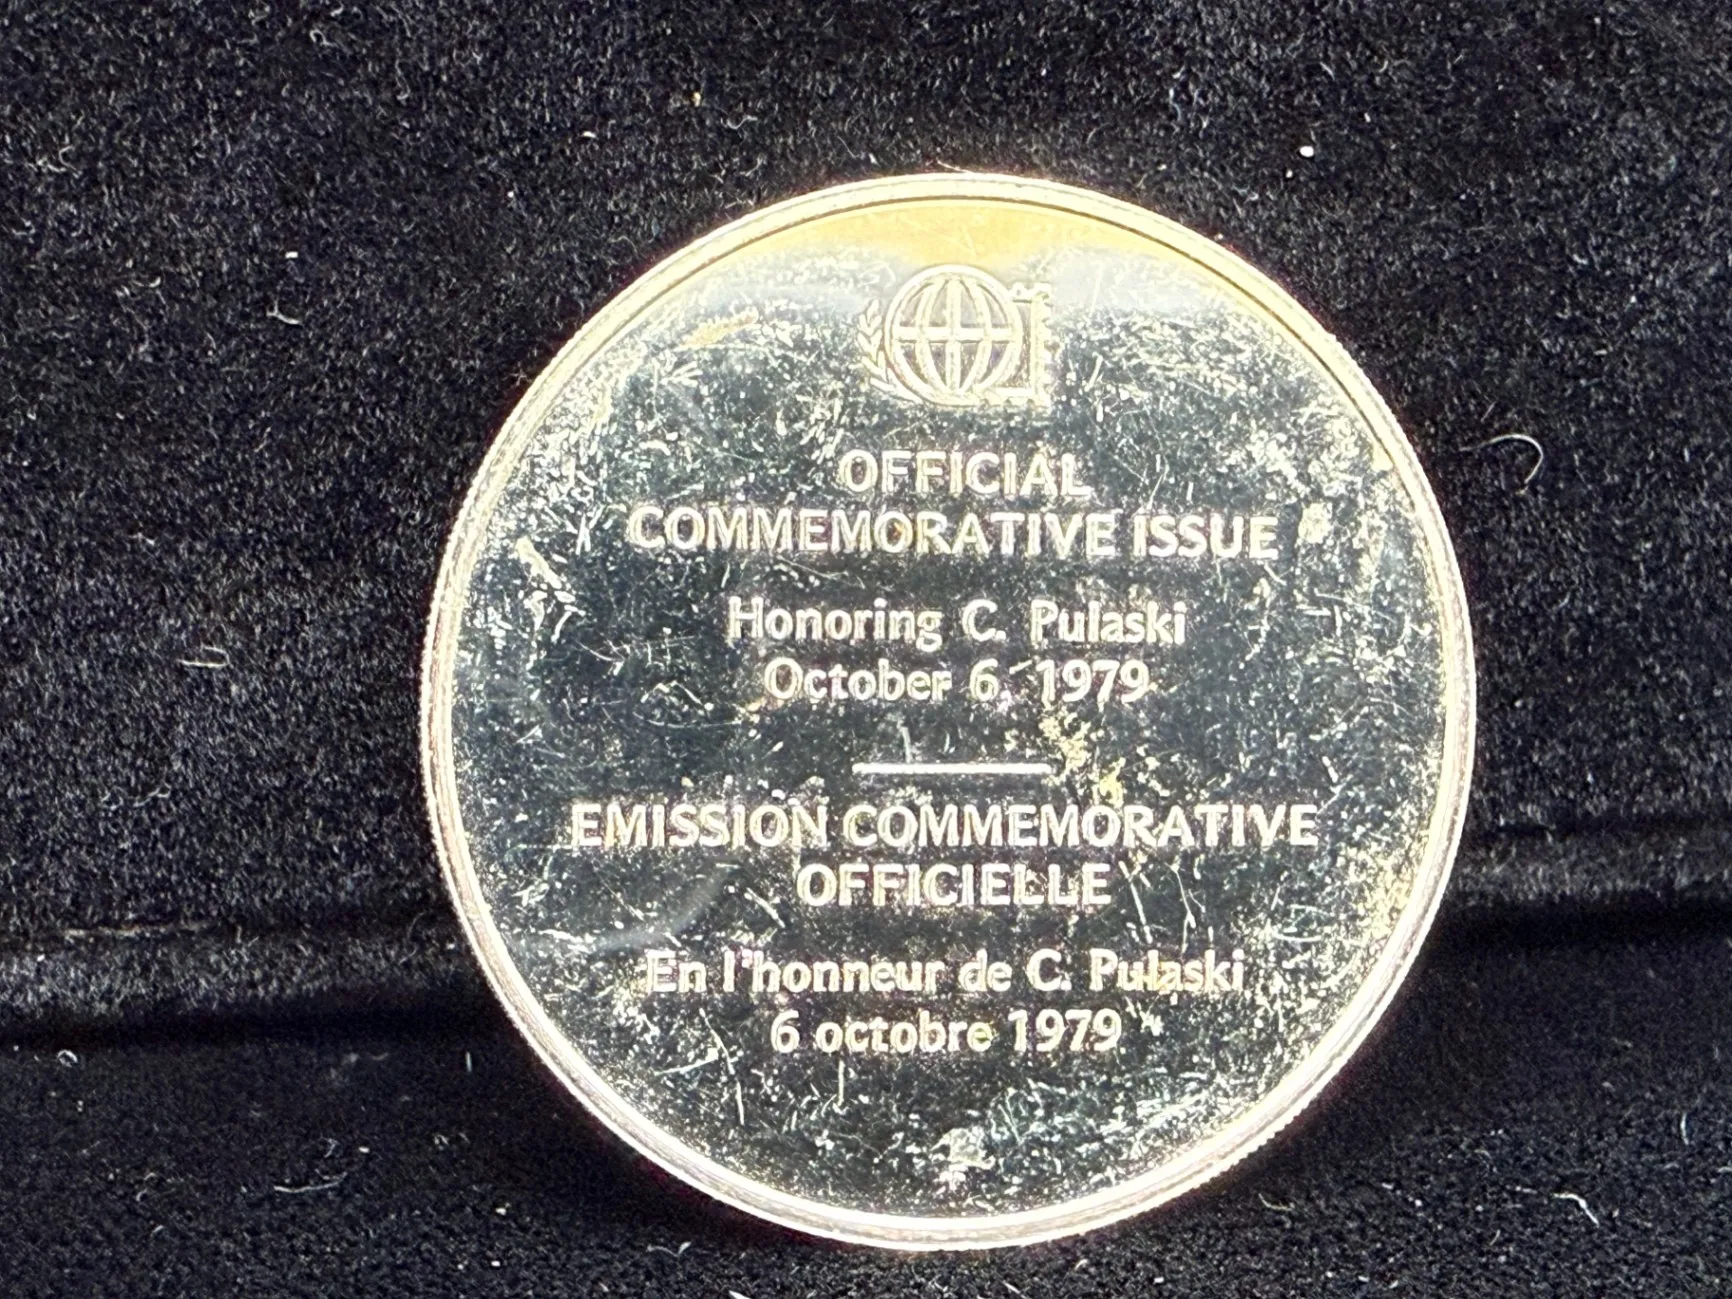 OFFICIAL
COMMEMORATIVE ISSUE
Honoring C. Pulaski
October 6, 1979
EMISSION COMMEMORATIVE
OFFICIELLE
En l'honneur de C. Pulaski
6 octobre 1979